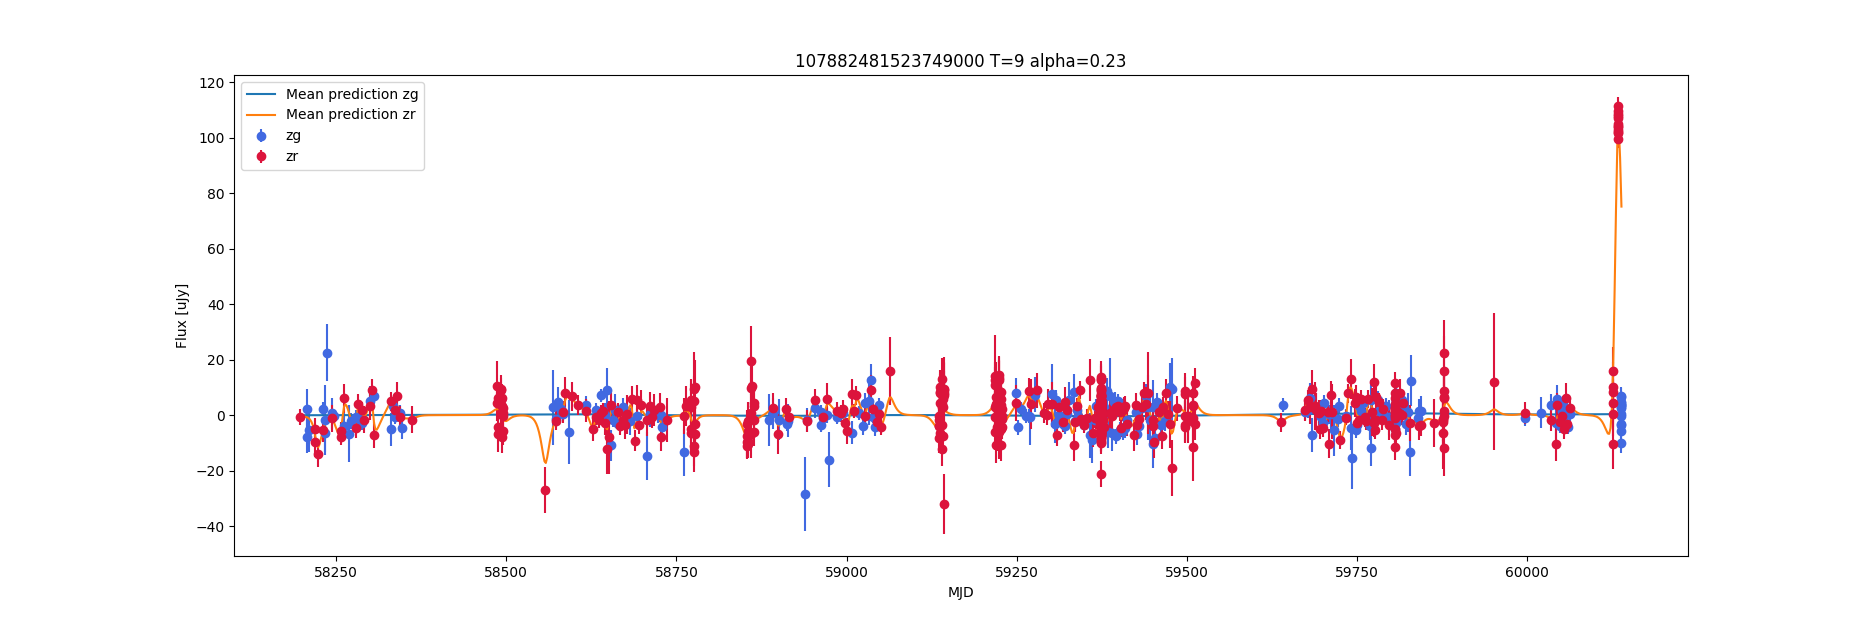 107882481523749000 T=9 alpha=0.23
Mean prediction zg
Mean prediction zr
zg
zr
120
100
80
60
40
20
0
−20
−40
Flux [uJy]
58250
58500
58750
59000
59250
59500
59750
60000
MJD